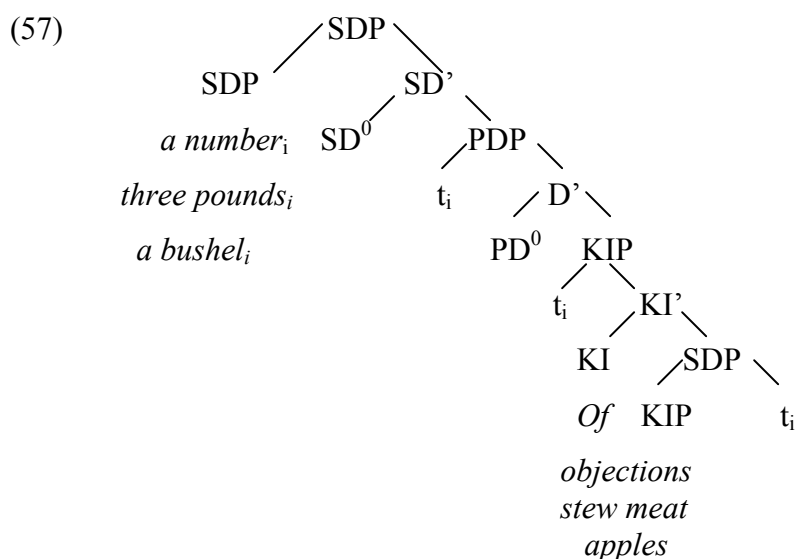 (57) SDP
SDP SD’
a numberᵢ SD⁰ PDP
three poundsᵢ tᵢ D’
a bushelᵢ PD⁰ KIP
tᵢ KI’
KI SDP
Of KIP tᵢ
objections
stew meat
apples